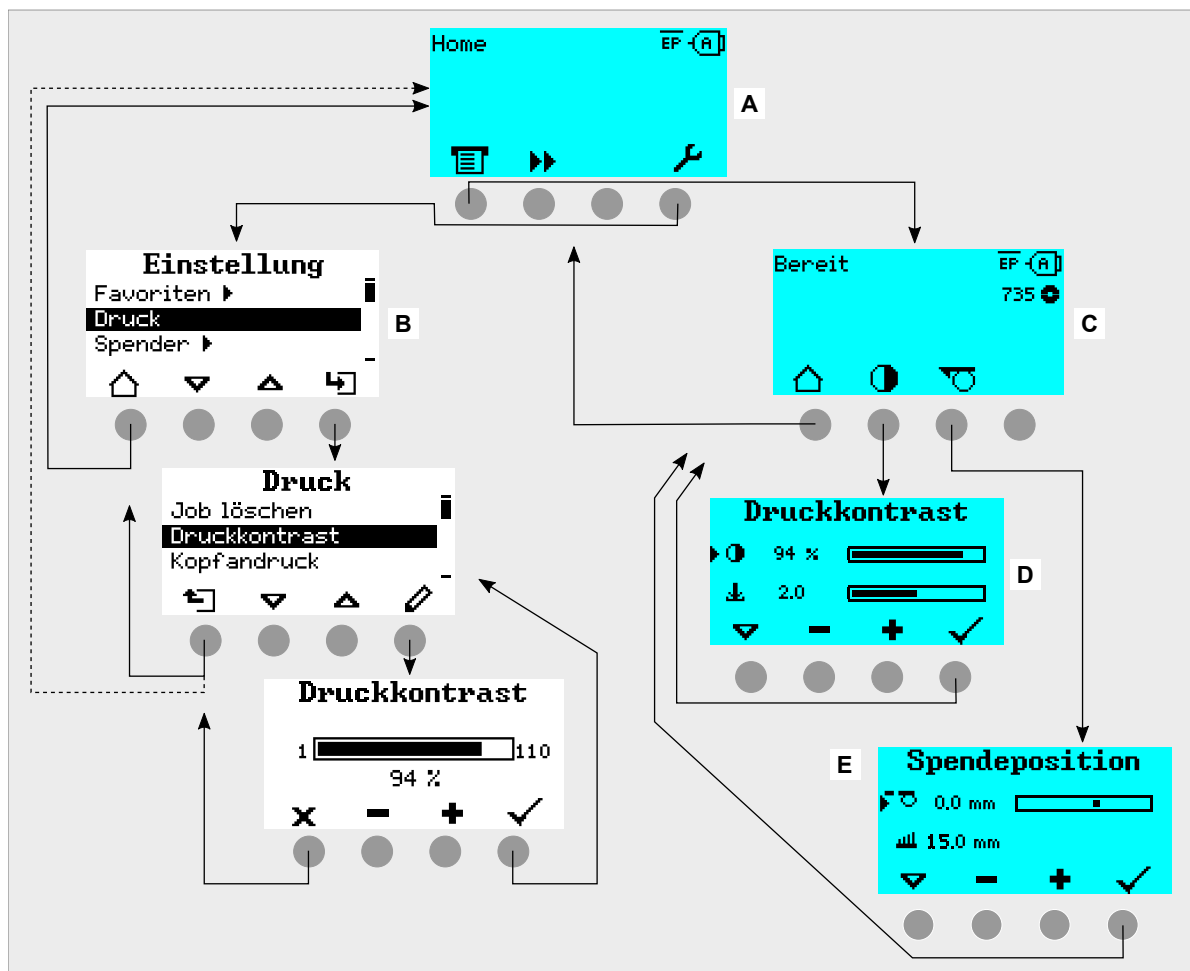 Home EP A
A
Einstellung
Favoriten
Druck
Spender
B
Bereit EP A
735
C
Druck
Job löschen
Druckkontrast
Kopfandruck
Druckkontrast
94 %
2.0
D
Druckkontrast
1 110
94 %
E
Spendeposition
0.0 mm
15.0 mm